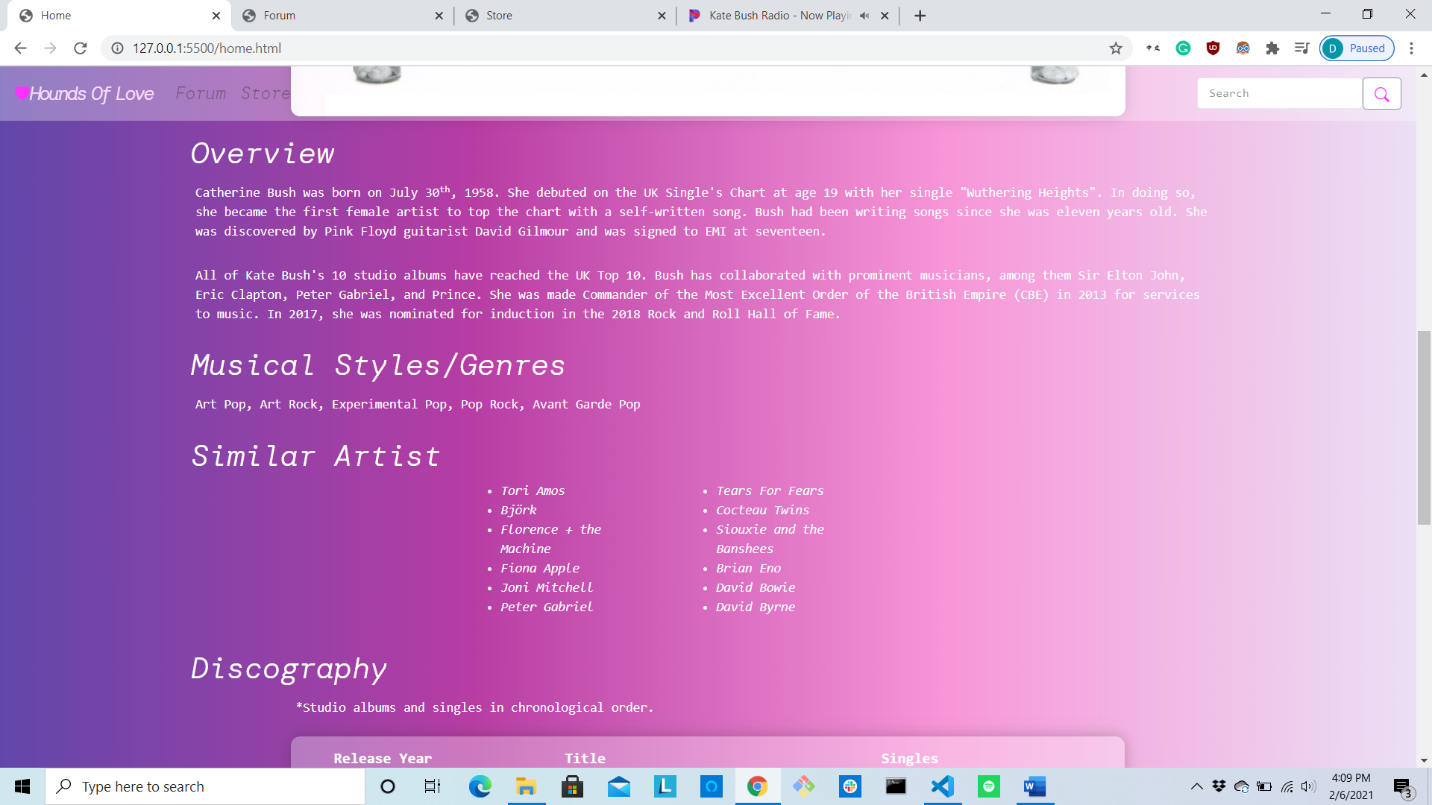 Home
Forum
Store
Kate Bush Radio - Now Playin
127.0.0.1:5500/home.html
D Paused
Hounds Of Love Forum Store
Search
Overview
Catherine Bush was born on July 30th, 1958. She debuted on the UK Single's Chart at age 19 with her single "Wuthering Heights". In doing so,
she became the first female artist to top the chart with a self-written song. Bush had been writing songs since she was eleven years old. She
was discovered by Pink Floyd guitarist David Gilmour and was signed to EMI at seventeen.
All of Kate Bush's 10 studio albums have reached the UK Top 10. Bush has collaborated with prominent musicians, among them Sir Elton John,
Eric Clapton, Peter Gabriel, and Prince. She was made Commander of the Most Excellent Order of the British Empire (CBE) in 2013 for services
to music. In 2017, she was nominated for induction in the 2018 Rock and Roll Hall of Fame.
Musical Styles/Genres
Art Pop, Art Rock, Experimental Pop, Pop Rock, Avant Garde Pop
Similar Artist
Tori Amos
Björk
Florence + the
Machine
Fiona Apple
Joni Mitchell
Peter Gabriel
Tears For Fears
Cocteau Twins
Siouxie and the
Banshees
Brian Eno
David Bowie
David Byrne
Discography
*Studio albums and singles in chronological order.
Release Year Title Singles
Type here to search
4:09 PM
2/6/2021
3